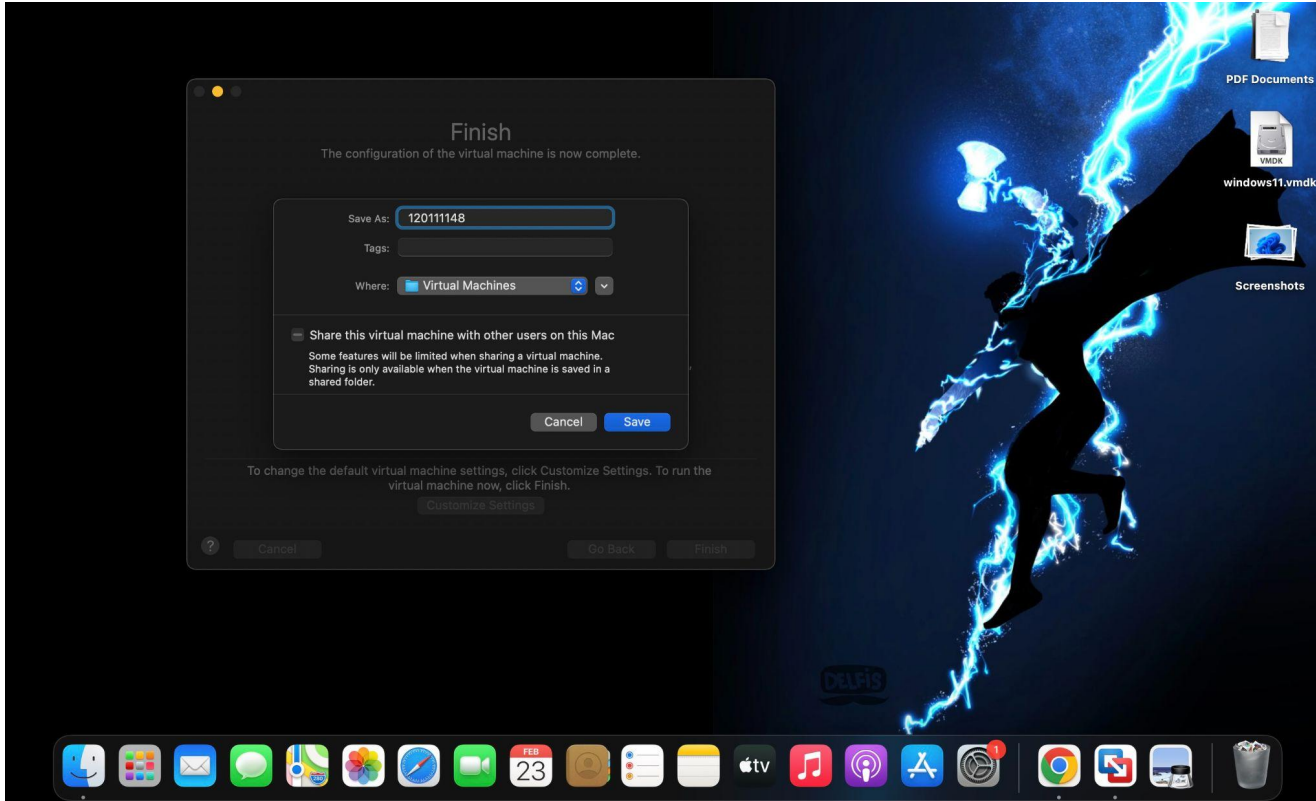 Finish
The configuration of the virtual machine is now complete.
Save As: 120111148
Tags:
Where: Virtual Machines
Share this virtual machine with other users on this Mac
Some features will be limited when sharing a virtual machine.
Sharing is only available when the virtual machine is saved in a
shared folder.
Cancel Save
To change the default virtual machine settings, click Customize Settings. To run the
virtual machine now, click Finish.
Customize Settings
? Cancel Go Back Finish
PDF Documents
VMDK
windows11.vmdk
Screenshots
DELFIS
FEB
23
tv
1
280